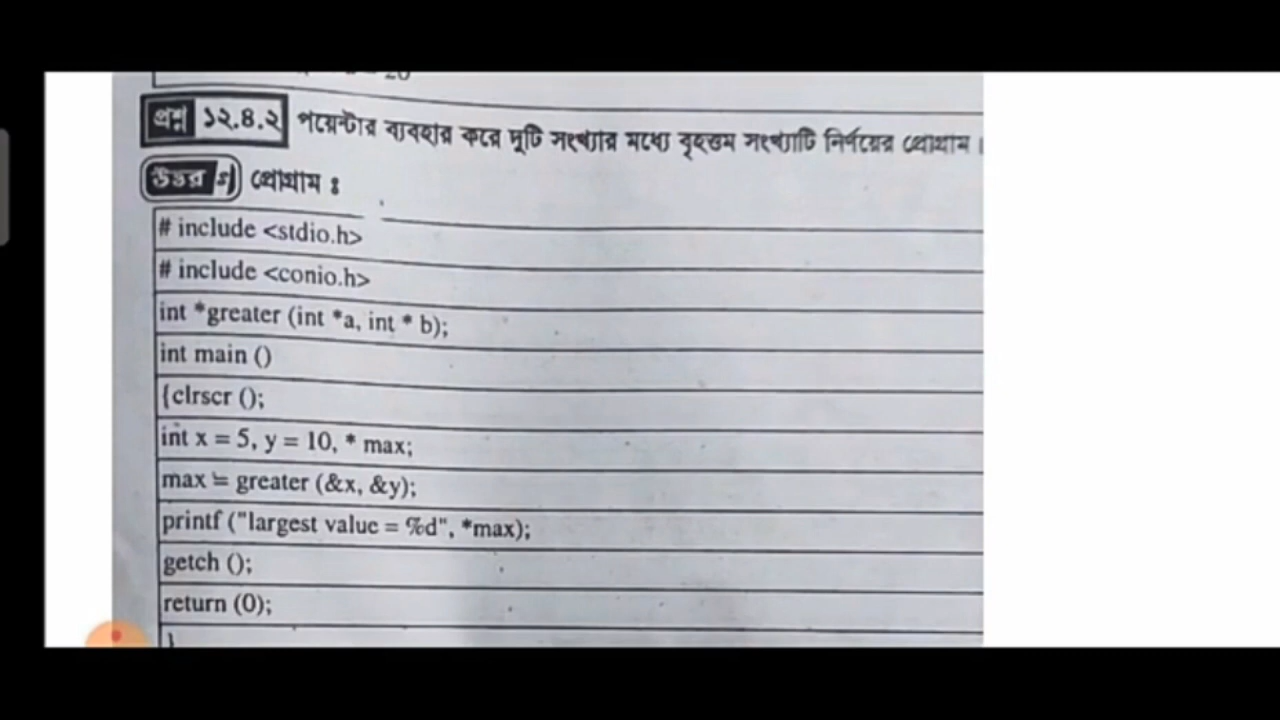 প্রশ্ন ১২.৪.২ পয়েন্টার ব্যবহার করে দুটি সংখ্যার মধ্যে বৃহত্তম সংখ্যাটি নির্ণয়ের প্রোগ্রাম।
উত্তর প্রোগ্রাম :
# include <stdio.h>
# include <conio.h>
int *greater (int *a, int * b);
int main ()
{clrscr ();
int x = 5, y = 10, * max;
max = greater (&x, &y);
printf ("largest value = %d", *max);
getch ();
return (0);
}